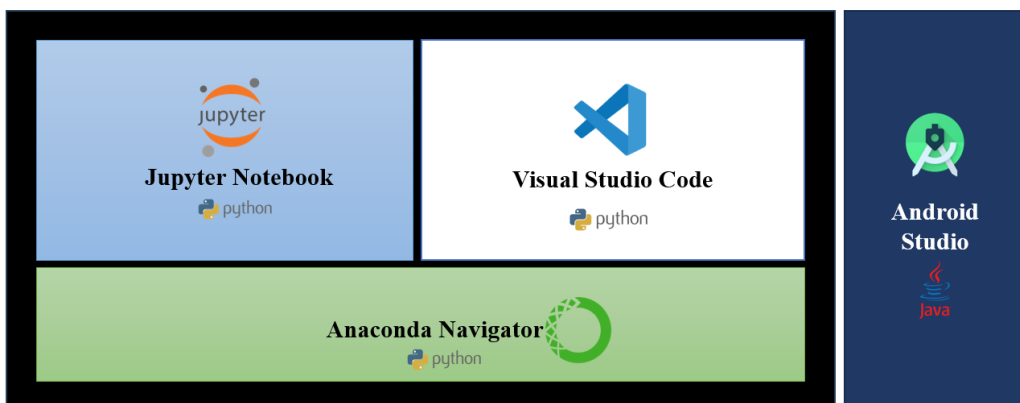 jupyter
Jupyter Notebook
python
Visual Studio Code
python
Anaconda Navigator
python
Android
Studio
Java